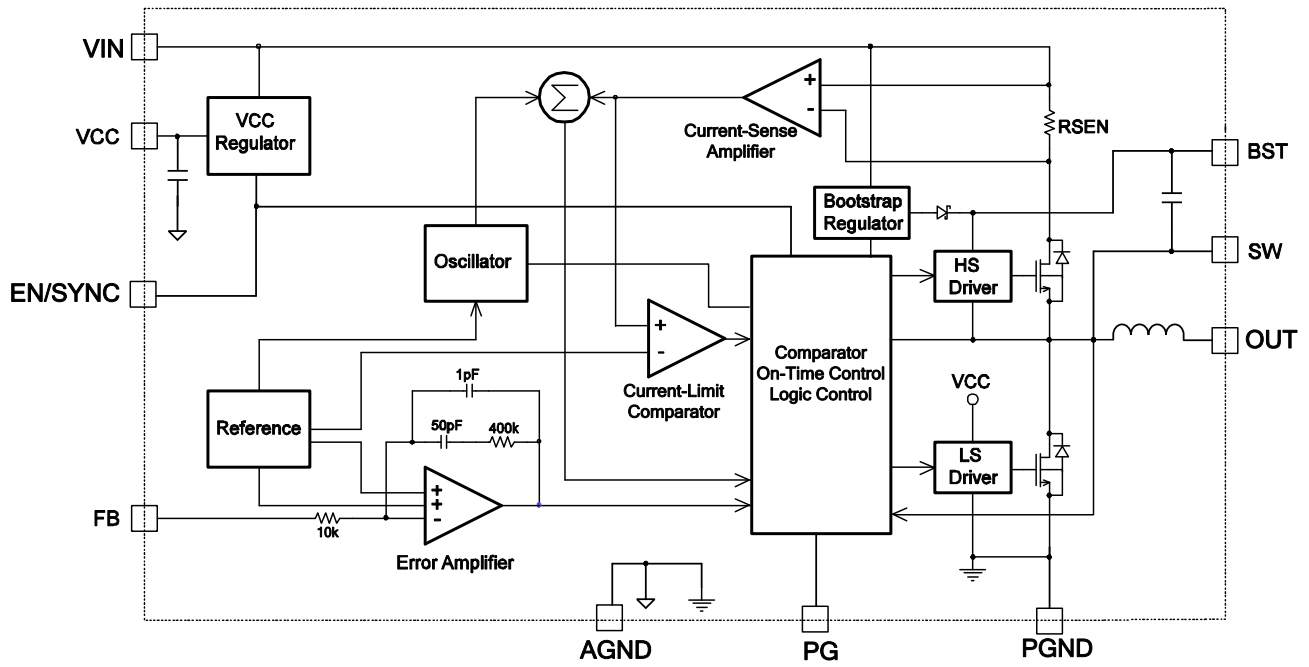 VIN
VCC
Regulator
VCC
Σ
+
-
Current-Sense
Amplifier
RSEN
BST
Bootstrap
Regulator
SW
EN/SYNC
Oscillator
HS
Driver
+
-
Current-Limit
Comparator
Comparator
On-Time Control
Logic Control
OUT
1pF
50pF
400k
VCC
Reference
LS
Driver
+
+
-
FB
10k
Error Amplifier
AGND
PG
PGND